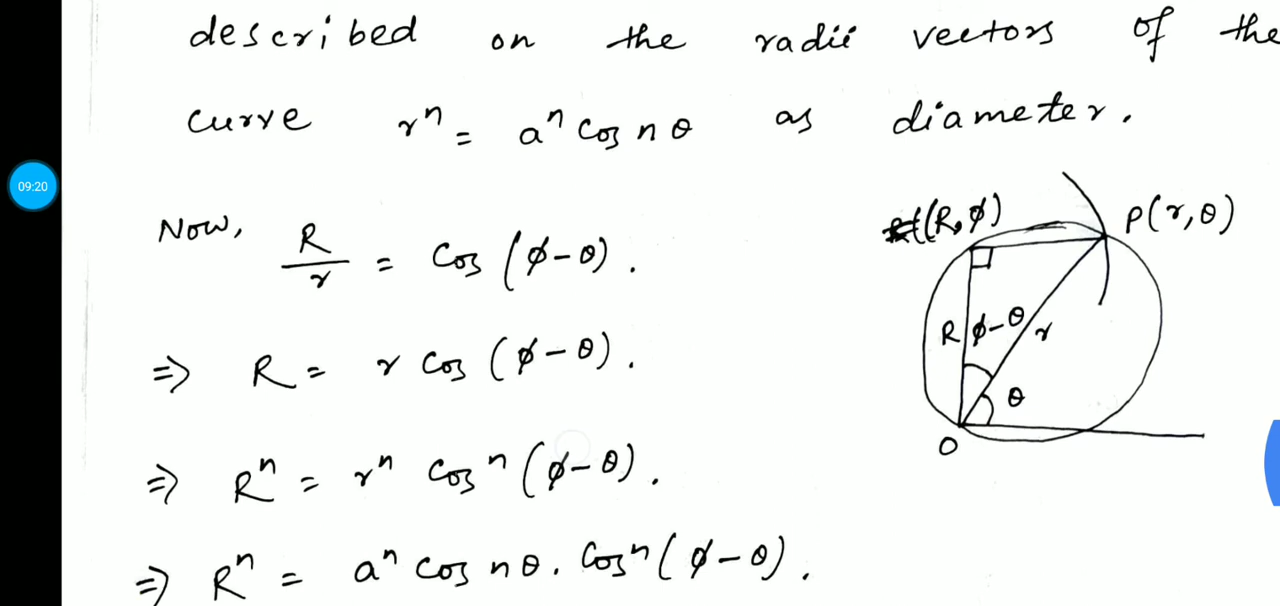 described on the radii vectors of the
curve rⁿ = aⁿ cos nθ as diameter.
09:20
Now, R/r = cos (φ-θ).
(R, φ)
P(r, θ)
⇒ R = r cos (φ-θ).
R φ-θ r
θ
O
⇒ Rⁿ = rⁿ cosⁿ (φ-θ).
⇒ Rⁿ = aⁿ cos nθ. cosⁿ (φ-θ).